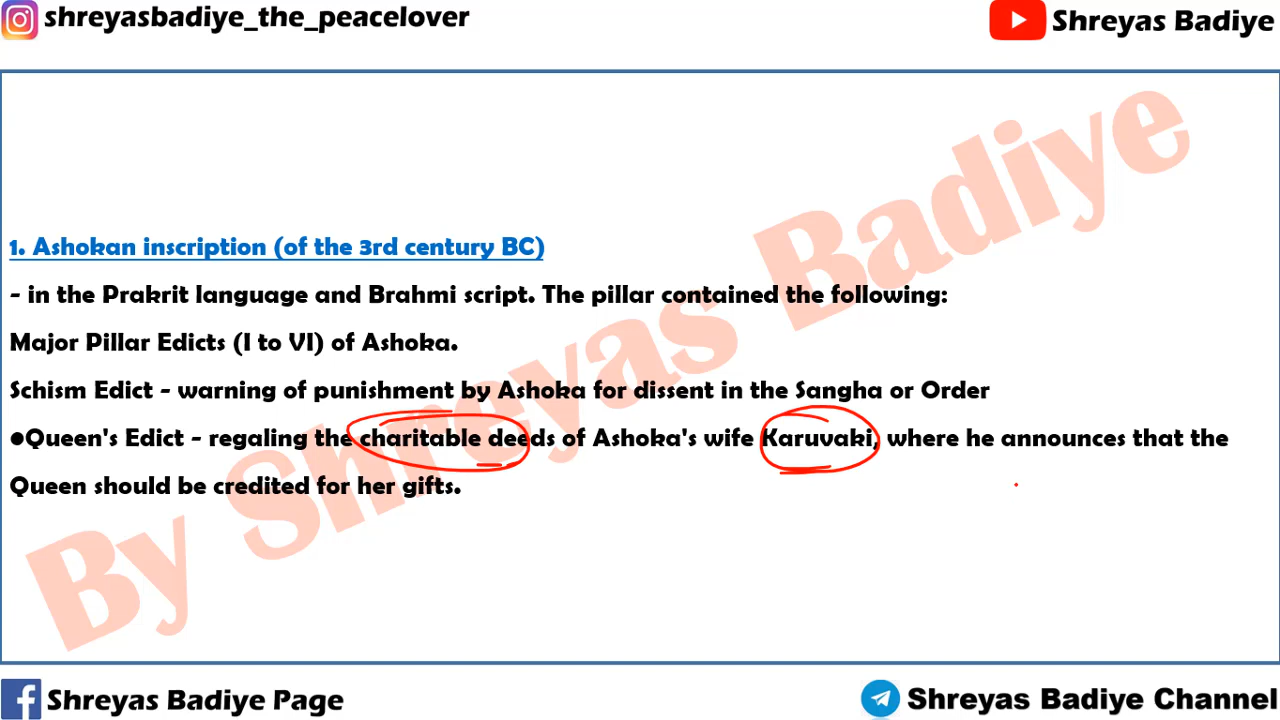 shreyasbadiye_the_peacelover
Shreyas Badiye
By Shreyas Badiye
1. Ashokan inscription (of the 3rd century BC)
- in the Prakrit language and Brahmi script. The pillar contained the following:
Major Pillar Edicts (I to VI) of Ashoka.
Schism Edict - warning of punishment by Ashoka for dissent in the Sangha or Order
●Queen's Edict - regaling the charitable deeds of Ashoka's wife Karuvaki, where he announces that the
Queen should be credited for her gifts.
Shreyas Badiye Page
Shreyas Badiye Channel